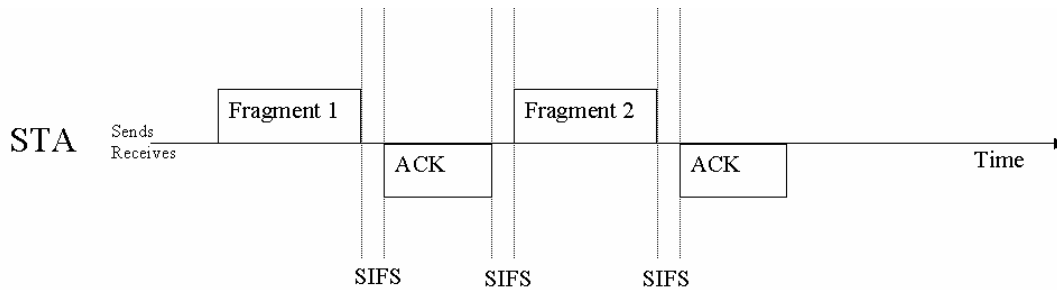 Fragment 1
Fragment 2
STA
Sends
Receives
ACK
ACK
Time
SIFS
SIFS
SIFS